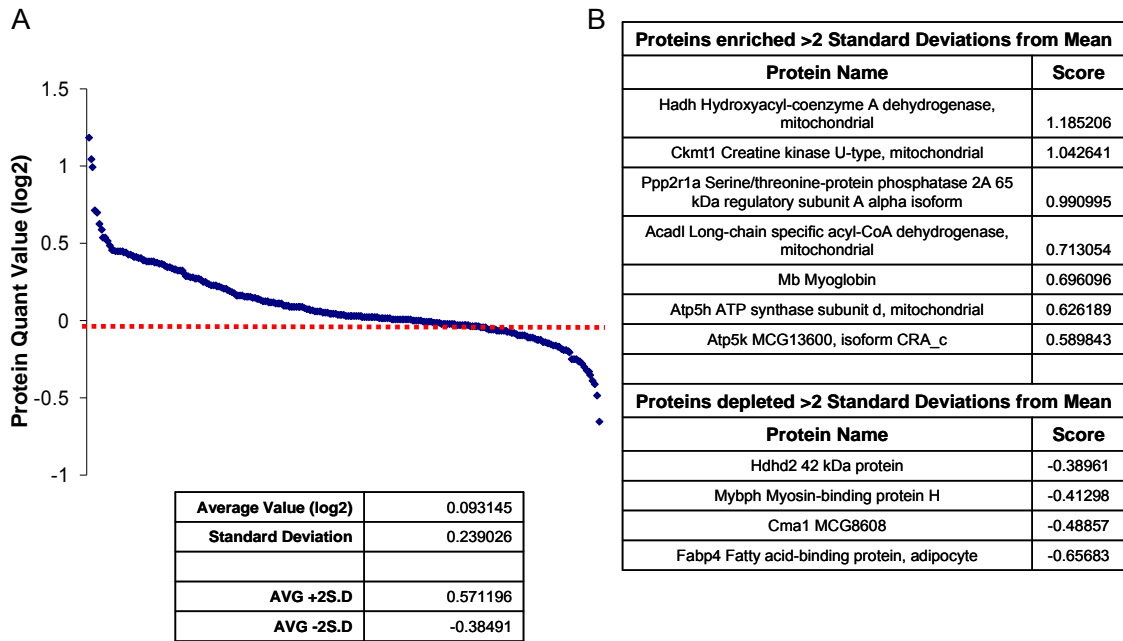 A
Protein Quant Value (log2)
1.5
1
0.5
0
-0.5
-1
Average Value (log2) 0.093145
Standard Deviation 0.239026
AVG +2S.D 0.571196
AVG -2S.D -0.38491
B
Proteins enriched >2 Standard Deviations from Mean
Protein Name Score
Hadh Hydroxyacyl-coenzyme A dehydrogenase,
mitochondrial 1.185206
Ckmt1 Creatine kinase U-type, mitochondrial 1.042641
Ppp2r1a Serine/threonine-protein phosphatase 2A 65
kDa regulatory subunit A alpha isoform 0.990995
Acadl Long-chain specific acyl-CoA dehydrogenase,
mitochondrial 0.713054
Mb Myoglobin 0.696096
Atp5h ATP synthase subunit d, mitochondrial 0.626189
Atp5k MCG13600, isoform CRA_c 0.589843
Proteins depleted >2 Standard Deviations from Mean
Protein Name Score
Hdhd2 42 kDa protein -0.38961
Mybph Myosin-binding protein H -0.41298
Cma1 MCG8608 -0.48857
Fabp4 Fatty acid-binding protein, adipocyte -0.65683